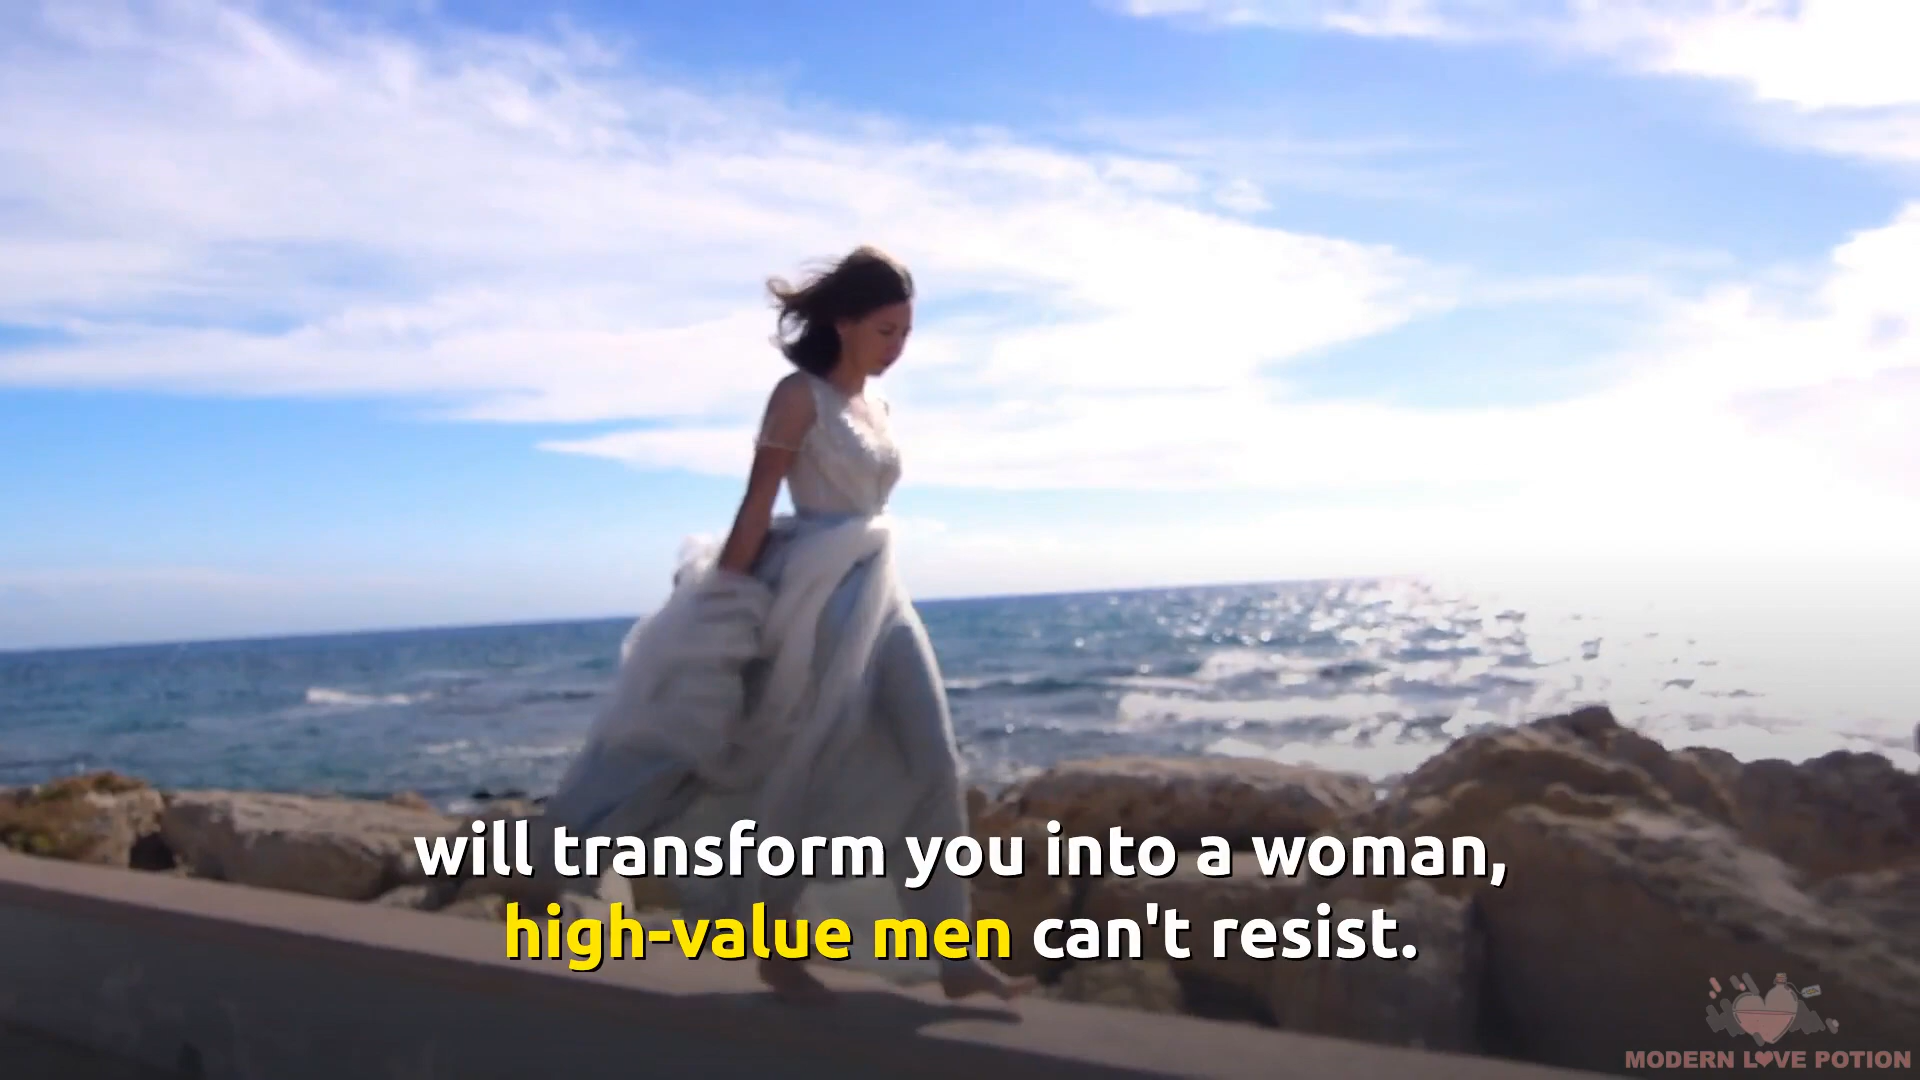 will transform you into a woman,
high-value men can't resist.
MODERN LOVE POTION